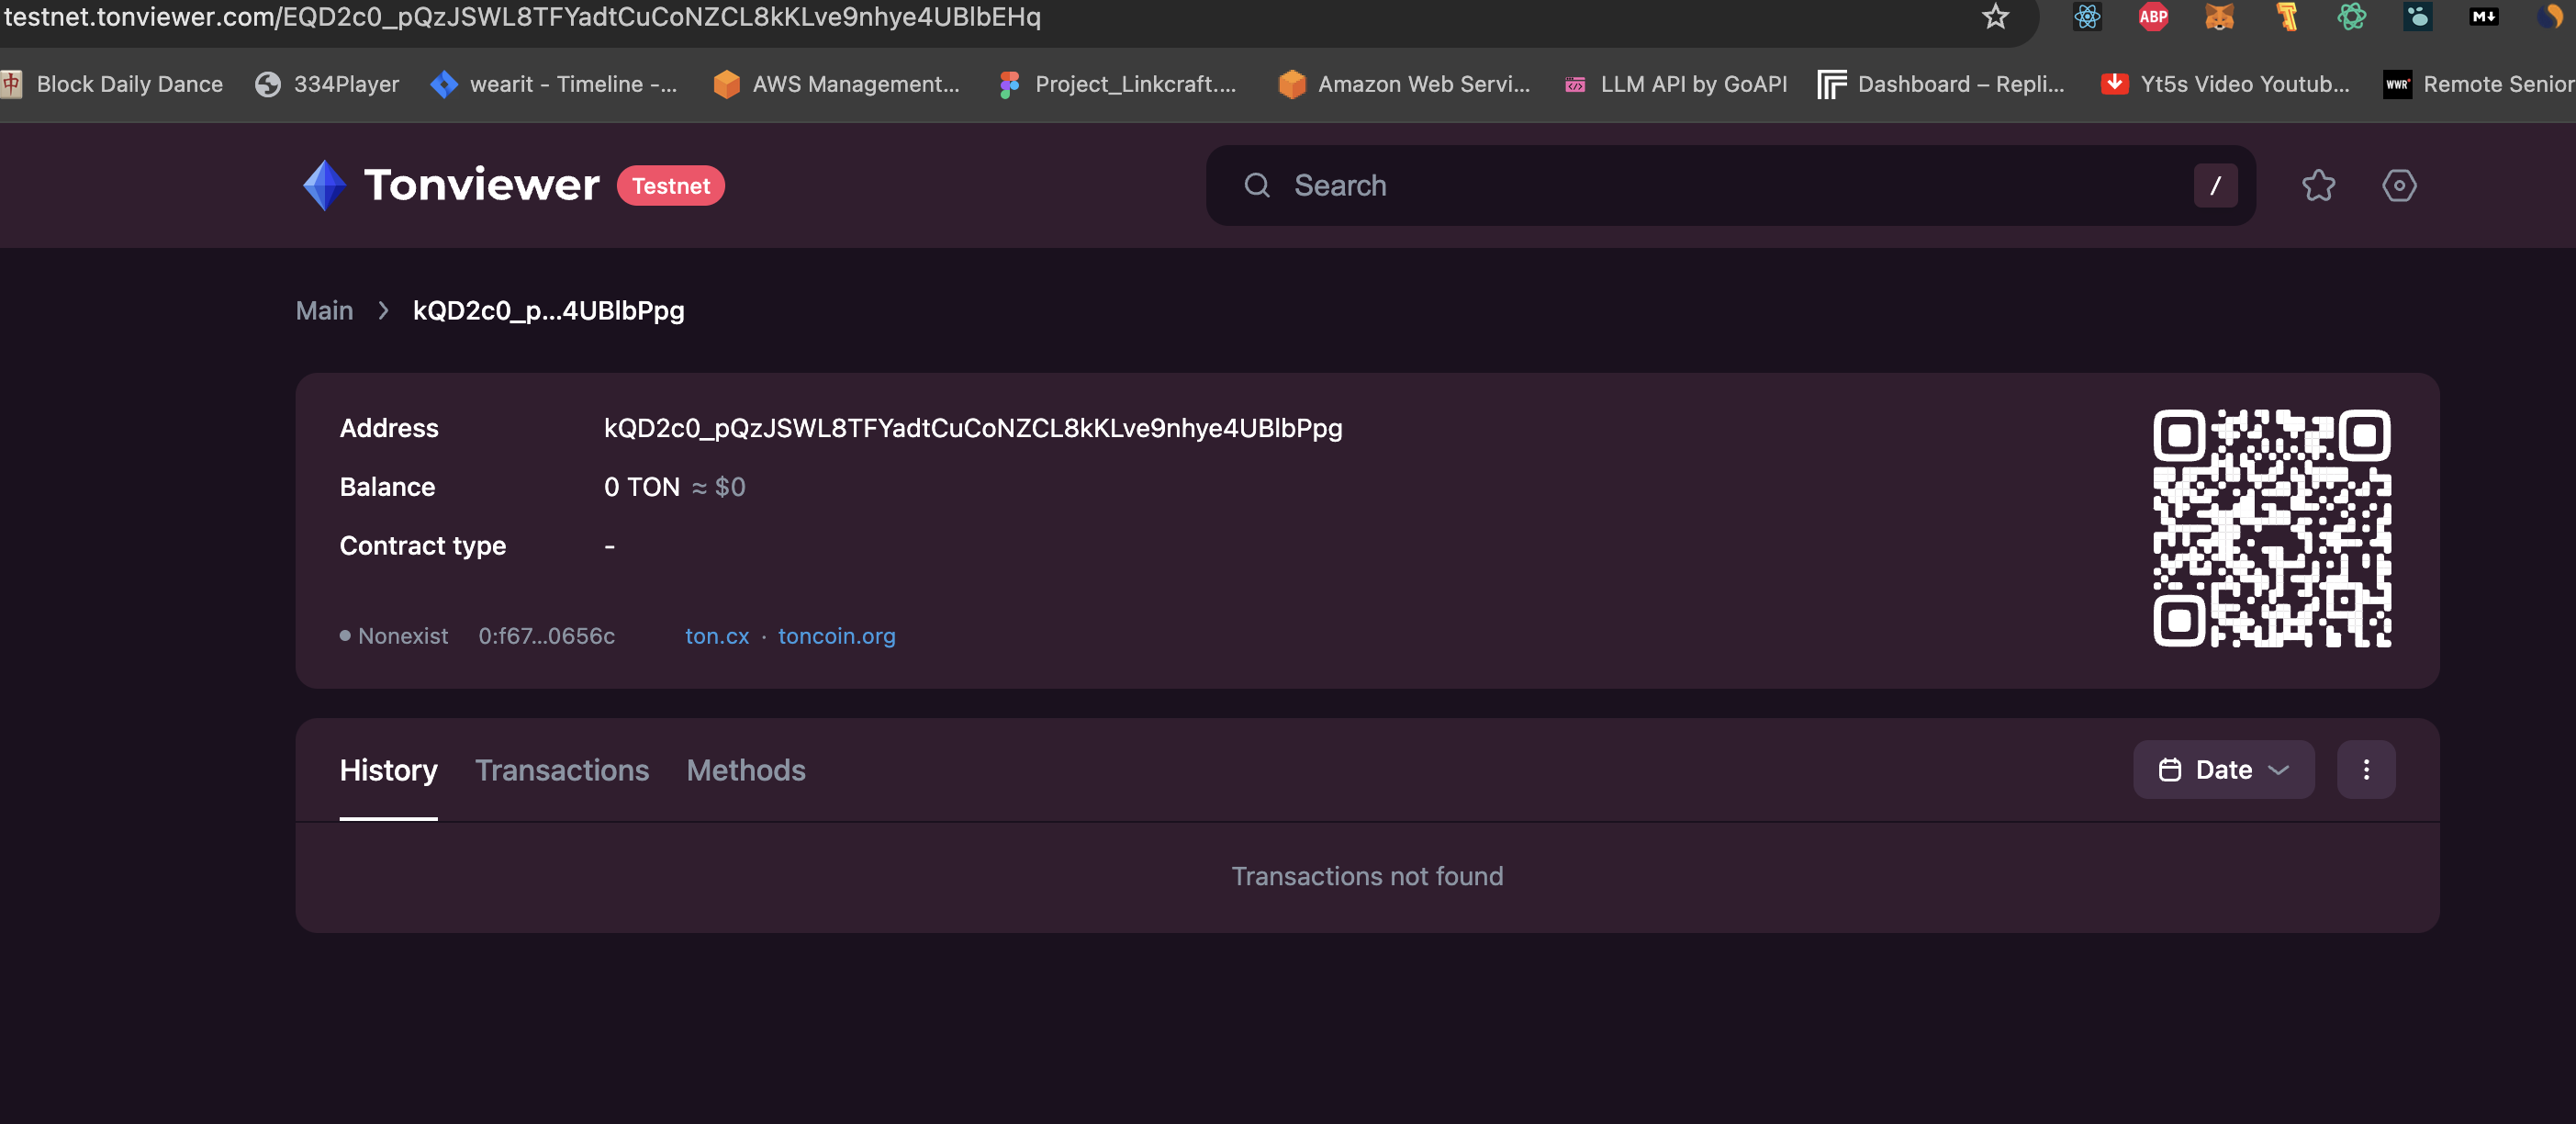 testnet.tonviewer.com/EQD2c0_pQzJSWL8TFYadtCuCoNZCL8kKLve9nhye4UBlbEHq
ABP
M↓
中 Block Daily Dance 334Player wearit - Timeline -... AWS Management... Project_Linkcraft.... Amazon Web Servi... LLM API by GoAPI Dashboard – Repli... Yt5s Video Youtub... WWR Remote Senior
Tonviewer Testnet Search /
Main > kQD2c0_p...4UBlbPpg
Address kQD2c0_pQzJSWL8TFYadtCuCoNZCL8kKLve9nhye4UBlbPpg
Balance 0 TON ≈ $0
Contract type -
Nonexist 0:f67...0656c ton.cx · toncoin.org
History Transactions Methods Date
Transactions not found